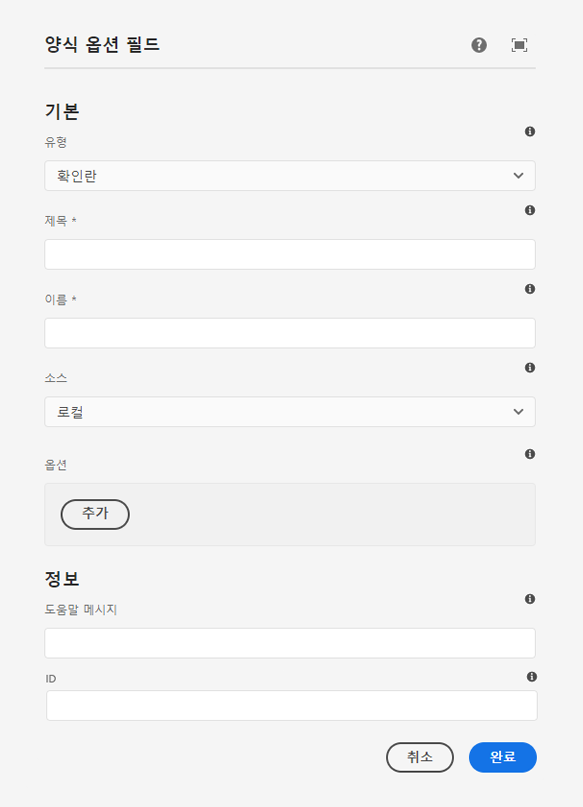 양식 옵션 필드
기본
유형
확인란
제목 *
이름 *
소스
로컬
옵션
추가
정보
도움말 메시지
ID
취소
완료